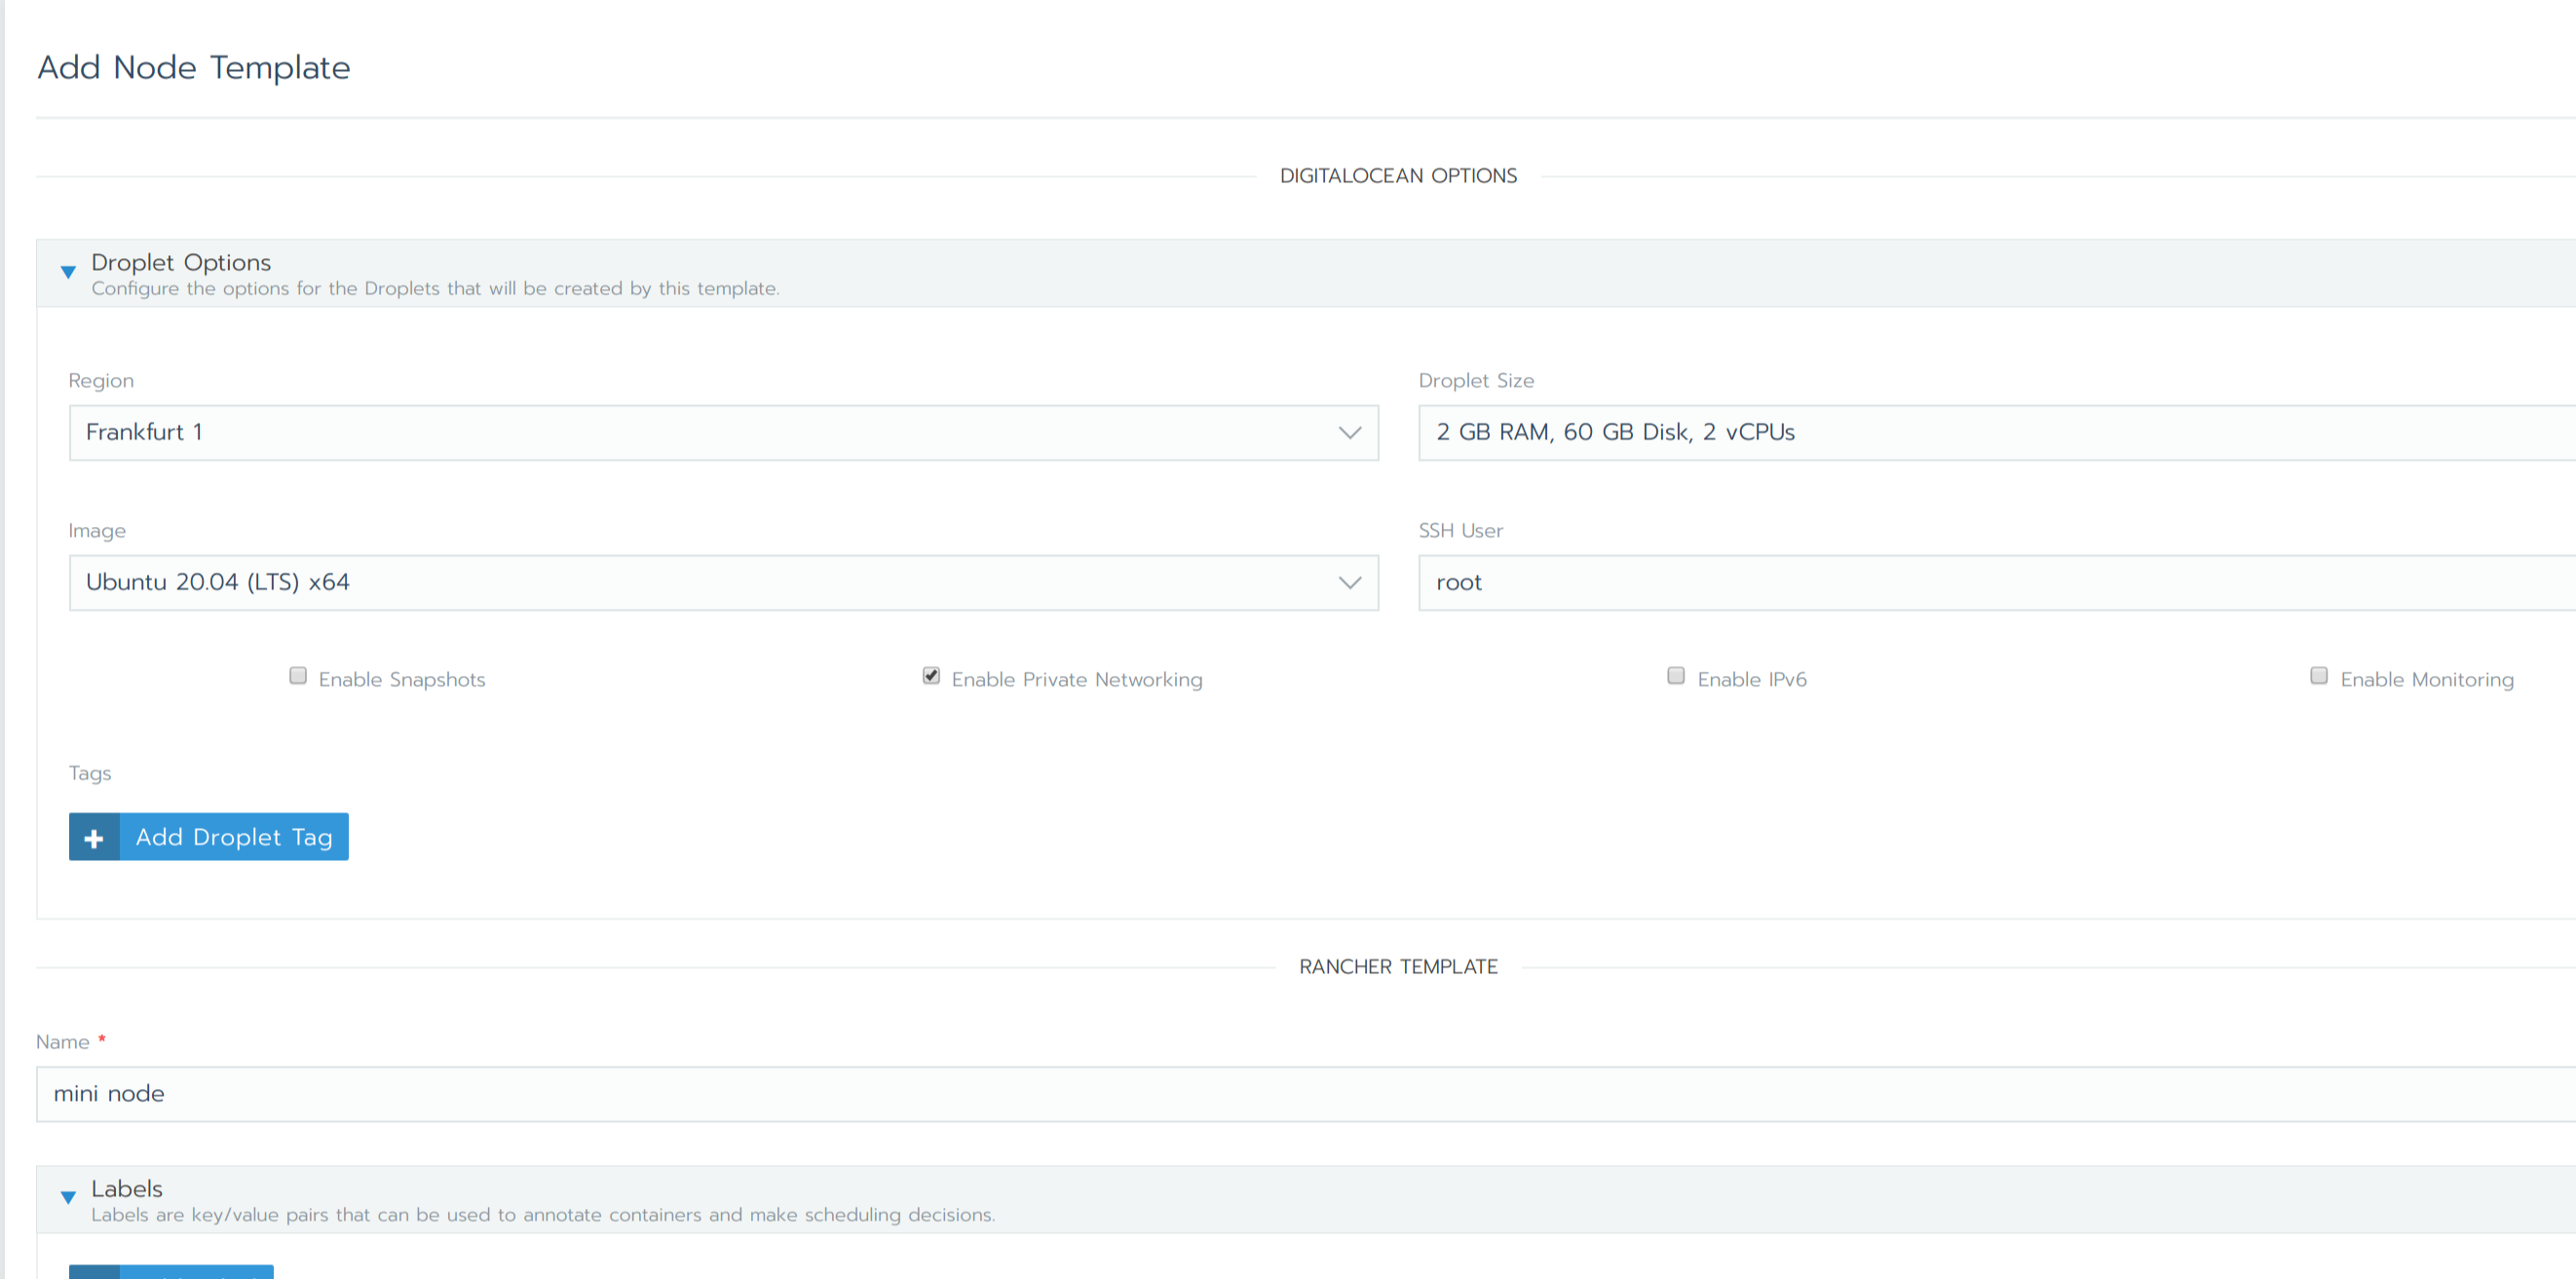 Add Node Template
DIGITALOCEAN OPTIONS
Droplet Options
Configure the options for the Droplets that will be created by this template.
Region
Droplet Size
Frankfurt 1
2 GB RAM, 60 GB Disk, 2 vCPUs
Image
SSH User
Ubuntu 20.04 (LTS) x64
root
Enable Snapshots
Enable Private Networking
Enable IPv6
Enable Monitoring
Tags
+ Add Droplet Tag
RANCHER TEMPLATE
Name *
mini node
Labels
Labels are key/value pairs that can be used to annotate containers and make scheduling decisions.